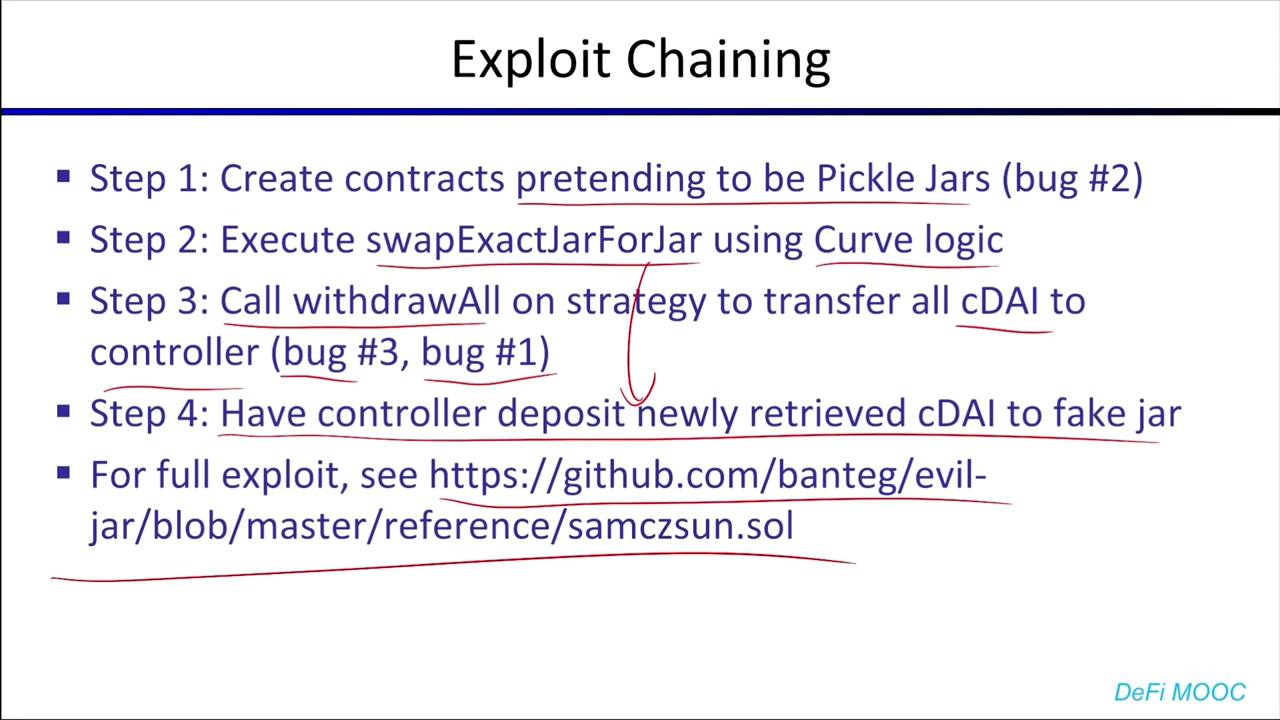 Exploit Chaining
▪ Step 1: Create contracts pretending to be Pickle Jars (bug #2)
▪ Step 2: Execute swapExactJarForJar using Curve logic
▪ Step 3: Call withdrawAll on strategy to transfer all cDAI to
controller (bug #3, bug #1)
▪ Step 4: Have controller deposit newly retrieved cDAI to fake jar
▪ For full exploit, see https://github.com/banteg/evil-
jar/blob/master/reference/samczsun.sol
DeFi MOOC